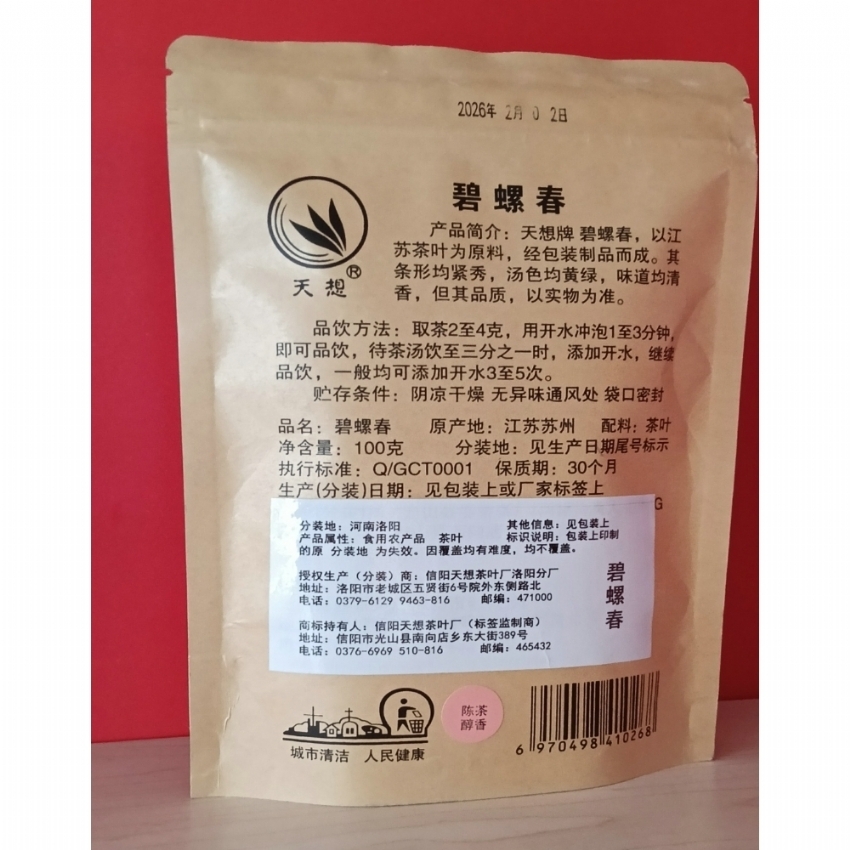 2026年 2月 0 2日
碧螺春
产品简介：天想牌 碧螺春，以江
苏茶叶为原料，经包装制品而成。其
条形均紧秀，汤色均黄绿，味道均清
香，但其品质，以实物为准。
天想®
品饮方法：取茶2至4克，用开水冲泡1至3分钟，
即可品饮，待茶汤饮至三分之一时，添加开水，继续
品饮，一般均可添加开水3至5次。
贮存条件：阴凉干燥 无异味通风处 袋口密封
品名：碧螺春 原产地：江苏苏州 配料：茶叶
净含量：100克 分装地：见生产日期尾号标示
执行标准：Q/GCT0001 保质期：30个月
生产(分装)日期：见包装上或厂家标签上
G
分装地：河南洛阳 其他信息：见包装上
产品属性：食用农产品 茶叶 标识说明：包装上印制
的原 分装地 为失效。因覆盖均有难度，均不覆盖。
授权生产（分装）商：信阳天想茶叶厂洛阳分厂
地址：洛阳市老城区五贤街6号院外东侧路北
电话：0379-6129 9463-816 邮编：471000
碧螺春
商标持有人：信阳天想茶叶厂（标签监制商）
地址：信阳市光山县南向店乡东大街389号
电话：0376-6969 510-816 邮编：465432
城市清洁 人民健康
陈茶
醇香
6 970498 410268